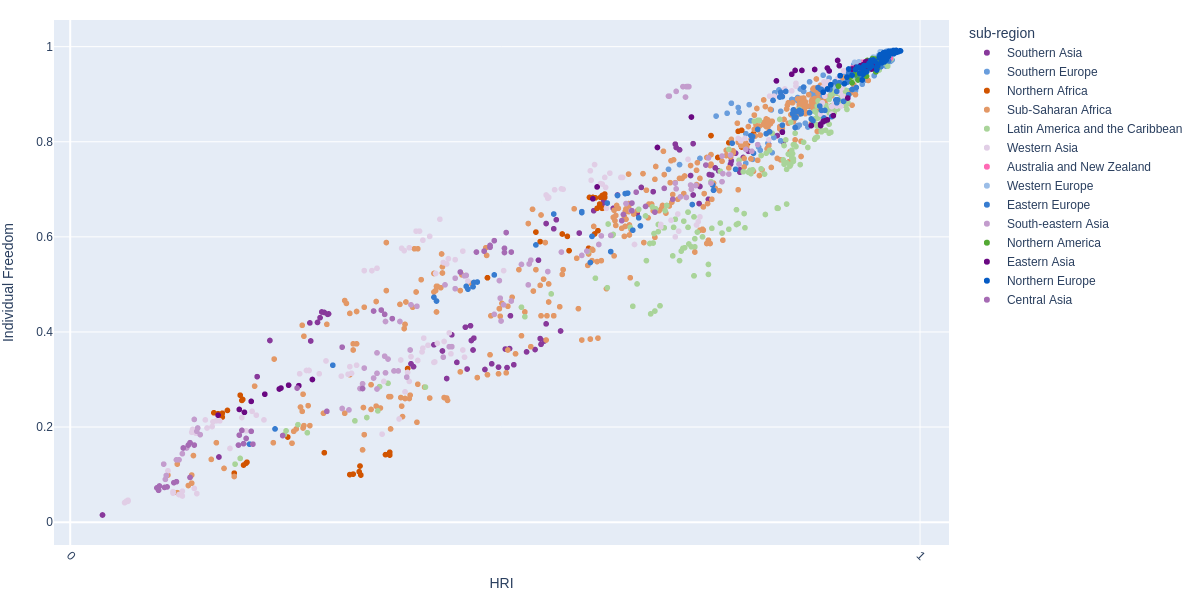 Individual Freedom
1
0.8
0.6
0.4
0.2
0
0
1
HRI
sub-region
Southern Asia
Southern Europe
Northern Africa
Sub-Saharan Africa
Latin America and the Caribbean
Western Asia
Australia and New Zealand
Western Europe
Eastern Europe
South-eastern Asia
Northern America
Eastern Asia
Northern Europe
Central Asia